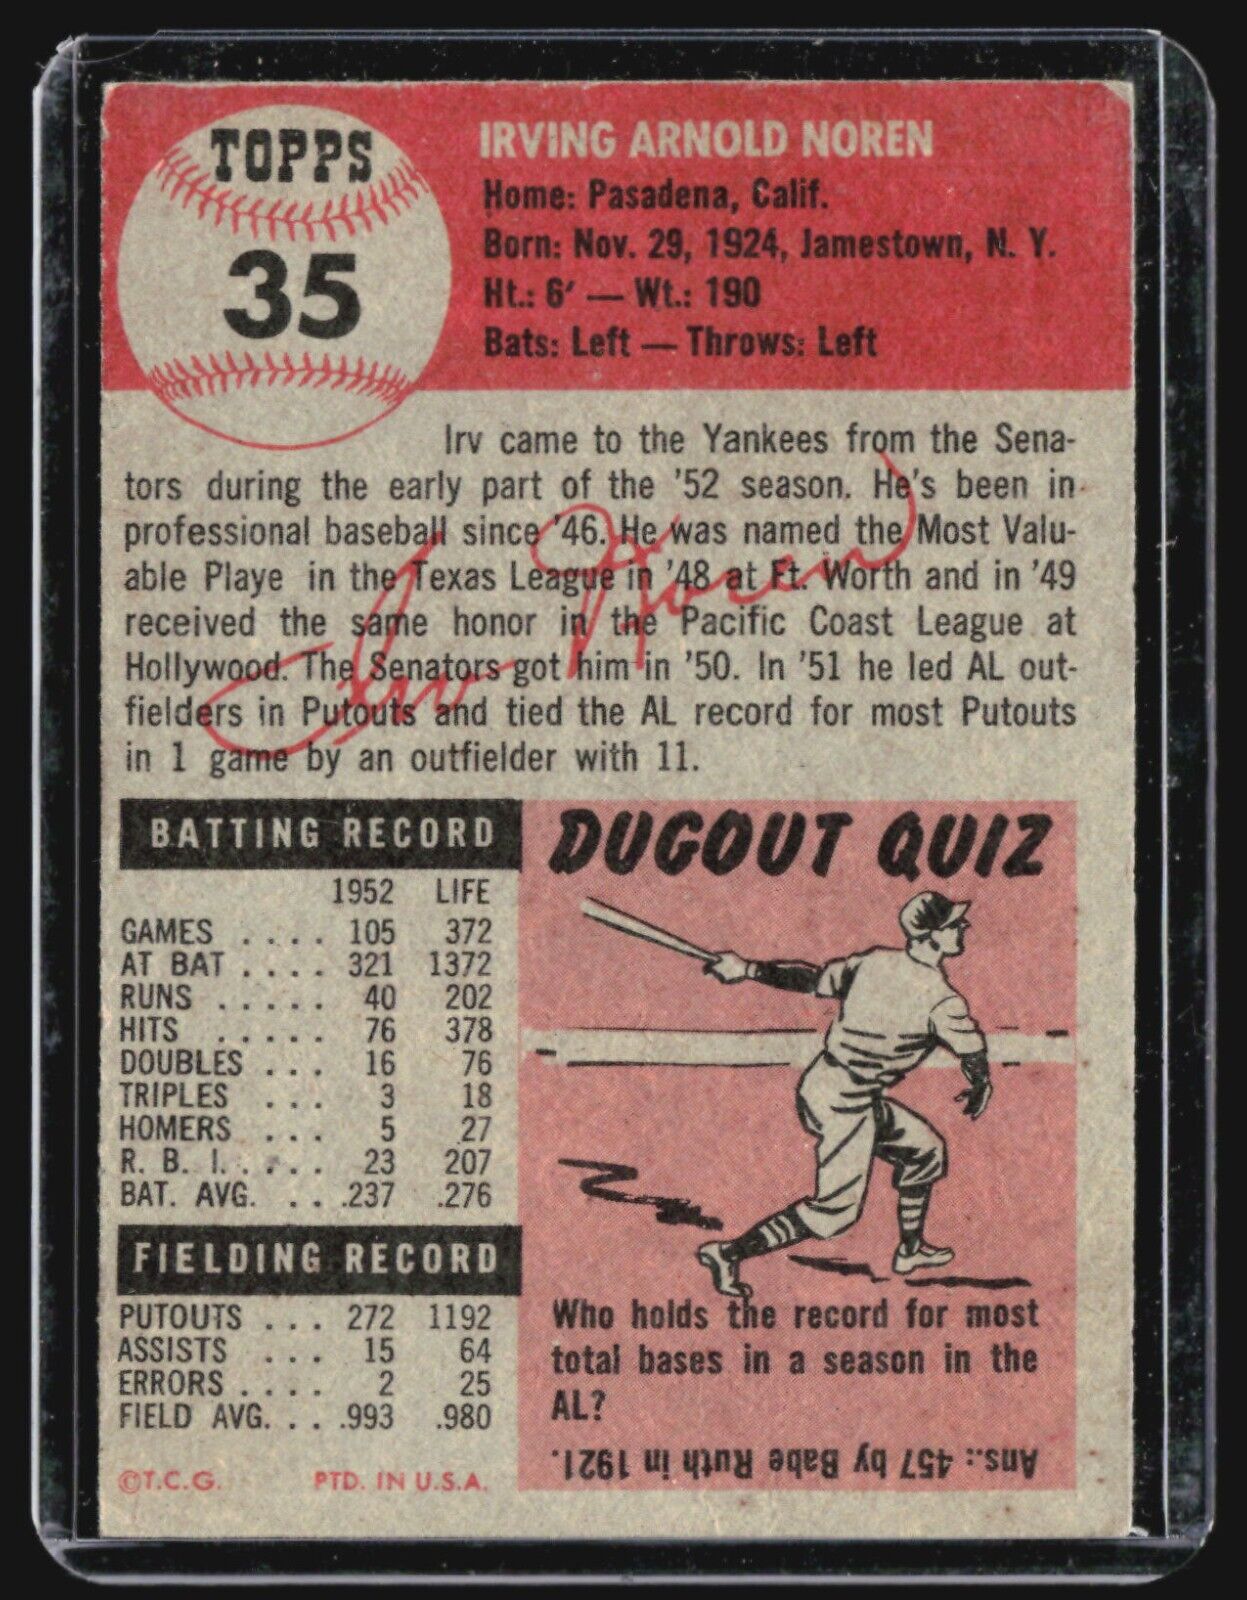 TOPPS
35
IRVING ARNOLD NOREN
Home: Pasadena, Calif.
Born: Nov. 29, 1924, Jamestown, N. Y.
Ht.: 6' — Wt.: 190
Bats: Left — Throws: Left
Irv came to the Yankees from the Sena-
tors during the early part of the '52 season. He's been in
professional baseball since '46. He was named the Most Valu-
able Playe in the Texas League in '48 at Ft. Worth and in '49
received the same honor in the Pacific Coast League at
Hollywood. The Senators got him in '50. In '51 he led AL out-
fielders in Putouts and tied the AL record for most Putouts
in 1 game by an outfielder with 11.
Irv Noren
BATTING RECORD
1952 LIFE
GAMES . . . . 105 372
AT BAT . . . . 321 1372
RUNS . . . . . 40 202
HITS . . . . . 76 378
DOUBLES . . . 16 76
TRIPLES . . . 3 18
HOMERS . . . 5 27
R. B. I. . . . . 23 207
BAT. AVG. . . .237 .276
FIELDING RECORD
PUTOUTS . . . 272 1192
ASSISTS . . . 15 64
ERRORS . . . . 2 25
FIELD AVG. . . .993 .980
©T.C.G. PTD. IN U.S.A.
DUGOUT QUIZ
Who holds the record for most
total bases in a season in the
AL?
Ans.: 457 by Babe Ruth in 1921.